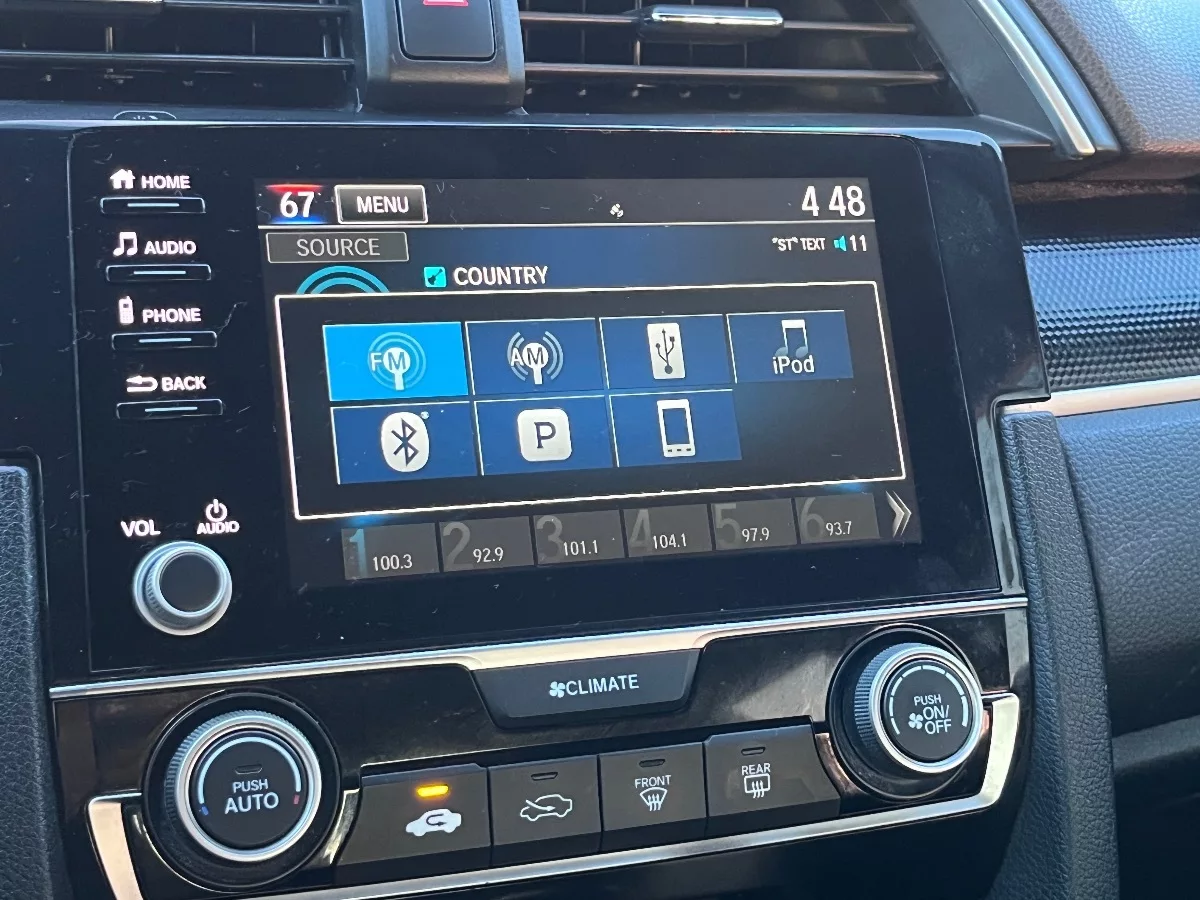 HOME
AUDIO
PHONE
BACK
VOL
AUDIO
67
MENU
4 48
SOURCE
"ST" TEXT
11
COUNTRY
FM
AM
iPod
P
1 100.3
2 92.9
3 101.1
4 104.1
5 97.9
6 93.7
CLIMATE
PUSH
AUTO
FRONT
REAR
PUSH
ON/
OFF